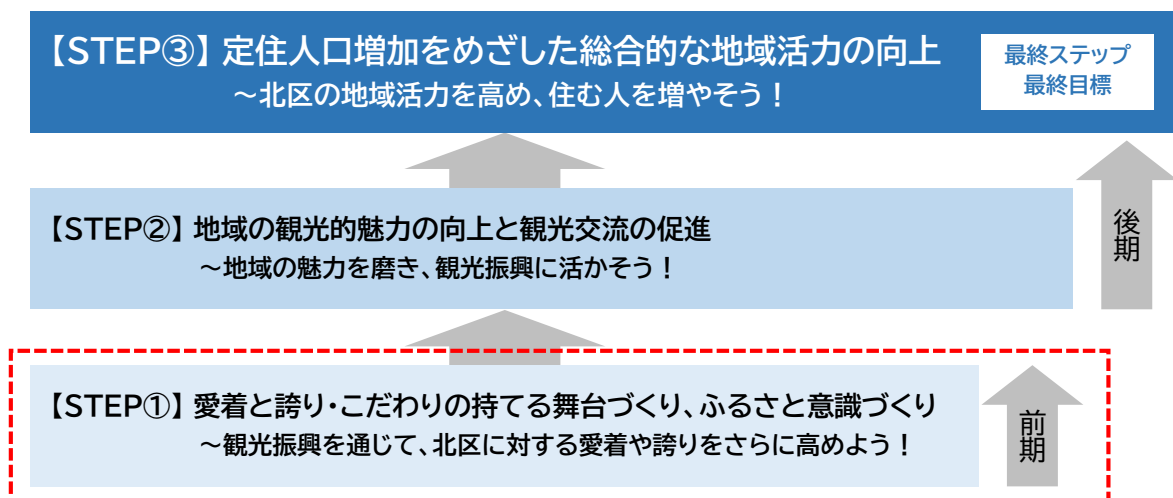 【STEP③】定住人口増加をめざした総合的な地域活力の向上
～北区の地域活力を高め、住む人を増やそう！
最終ステップ
最終目標
【STEP②】地域の観光的魅力の向上と観光交流の促進
～地域の魅力を磨き、観光振興に活かそう！
後期
【STEP①】愛着と誇り・こだわりの持てる舞台づくり、ふるさと意識づくり
～観光振興を通じて、北区に対する愛着や誇りをさらに高めよう！
前期